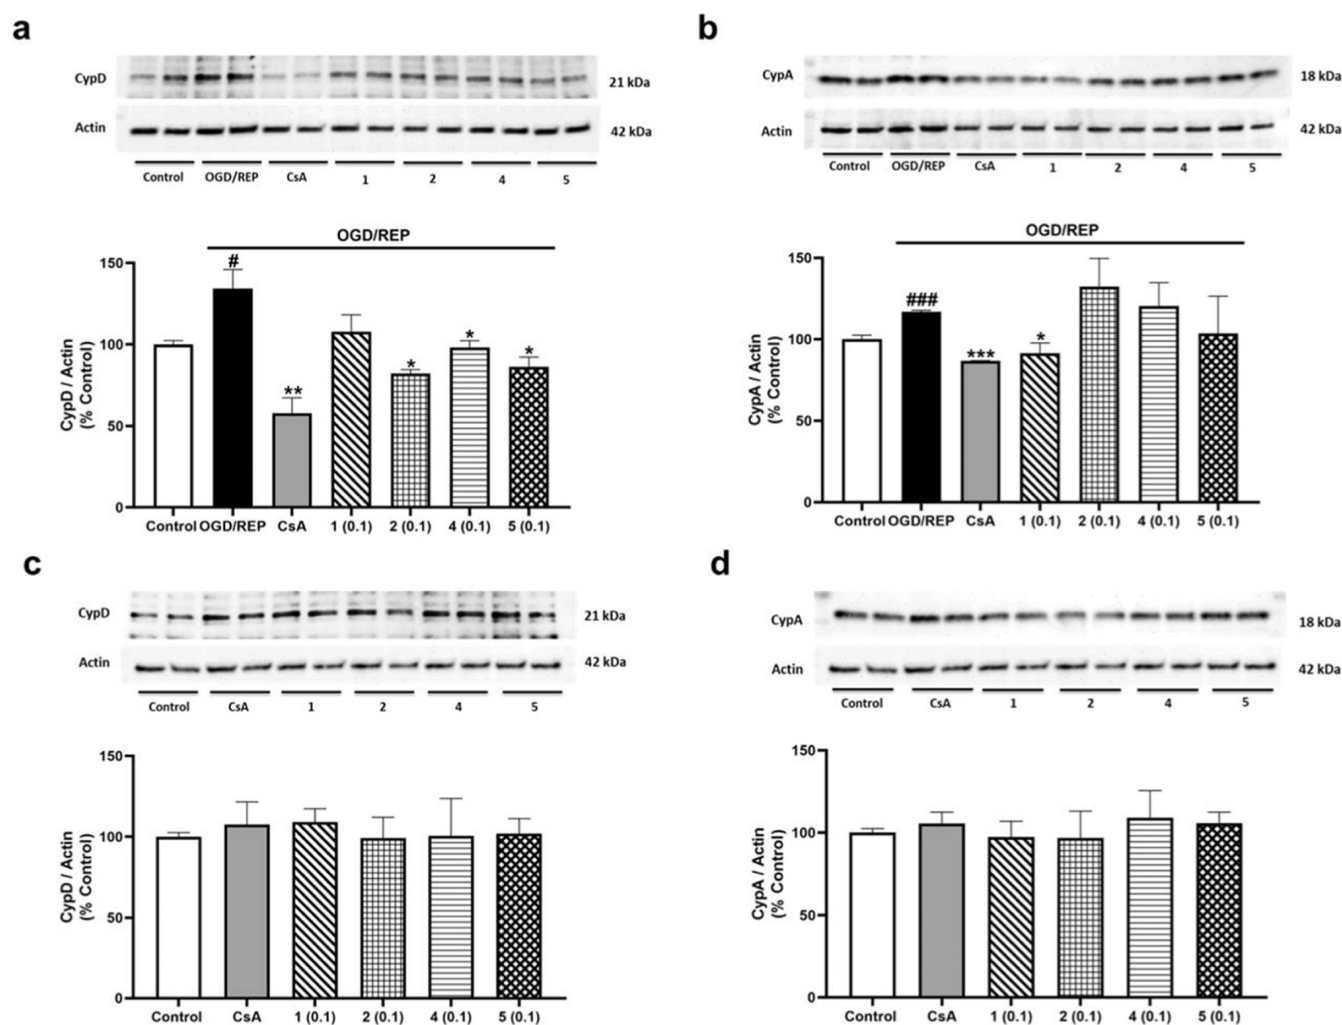 a
CypD
21 kDa
Actin
42 kDa
Control OGD/REP CsA 1 2 4 5
OGD/REP
CypD / Actin
(% Control)
150
100
50
0
#
**
*
*
*
Control OGD/REP CsA 1 (0.1) 2 (0.1) 4 (0.1) 5 (0.1)
b
CypA
18 kDa
Actin
42 kDa
Control OGD/REP CsA 1 2 4 5
OGD/REP
CypA / Actin
(% Control)
150
100
50
0
###
***
*
Control OGD/REP CsA 1 (0.1) 2 (0.1) 4 (0.1) 5 (0.1)
c
CypD
21 kDa
Actin
42 kDa
Control CsA 1 2 4 5
CypD / Actin
(% Control)
150
100
50
0
Control CsA 1 (0.1) 2 (0.1) 4 (0.1) 5 (0.1)
d
CypA
18 kDa
Actin
42 kDa
Control CsA 1 2 4 5
CypA / Actin
(% Control)
150
100
50
0
Control CsA 1 (0.1) 2 (0.1) 4 (0.1) 5 (0.1)